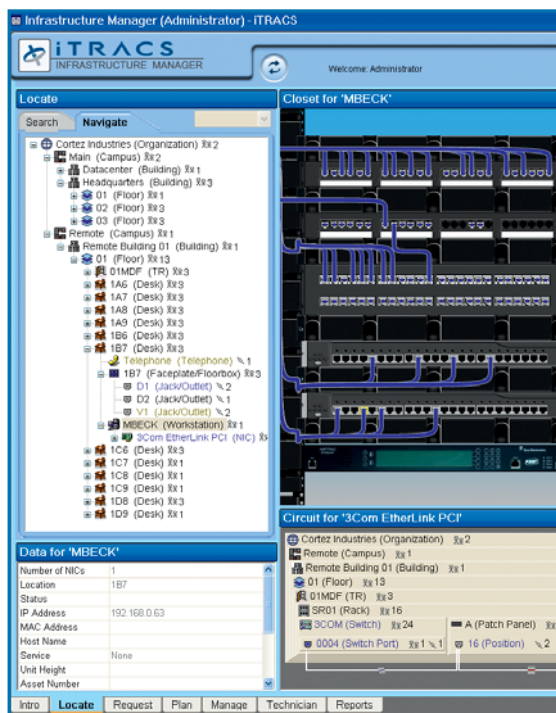 Infrastructure Manager (Administrator) - iTRACS
iTRACS
INFRASTRUCTURE MANAGER
Welcome: Administrator
Locate
Search
Navigate
Cortez Industries (Organization) 2
Main (Campus) 2
Datacenter (Building) 1
Headquarters (Building) 3
01 (Floor) 1
02 (Floor) 3
03 (Floor) 3
Remote (Campus) 1
Remote Building 01 (Building) 1
01 (Floor) 13
01MDF (TR) 3
1A6 (Desk) 3
1A7 (Desk) 3
1A8 (Desk) 3
1A9 (Desk) 3
1B6 (Desk) 3
1B7 (Desk) 3
Telephone (Telephone) 1
1B7 (Faceplate/Floorbox) 3
D1 (Jack/Outlet) 2
D2 (Jack/Outlet) 1
V1 (Jack/Outlet) 2
MBECK (Workstation) 1
3Com EtherLink PCI (NIC)
1C6 (Desk) 3
1C7 (Desk) 1
1C8 (Desk) 1
1C9 (Desk) 1
1D8 (Desk) 3
1D9 (Desk) 1
Closet for 'MBECK'
Data for 'MBECK'
Number of NICs 1
Location 1B7
Status
IP Address 192.168.0.63
MAC Address
Host Name
Service None
Unit Height
Asset Number
Circuit for '3Com EtherLink PCI'
Cortez Industries (Organization) 2
Remote (Campus) 1
Remote Building 01 (Building) 1
01 (Floor) 13
01MDF (TR) 3
SR01 (Rack) 16
3COM (Switch) 24
A (Patch Panel)
0004 (Switch Port) 1 1
16 (Position) 2
Intro
Locate
Request
Plan
Manage
Technician
Reports